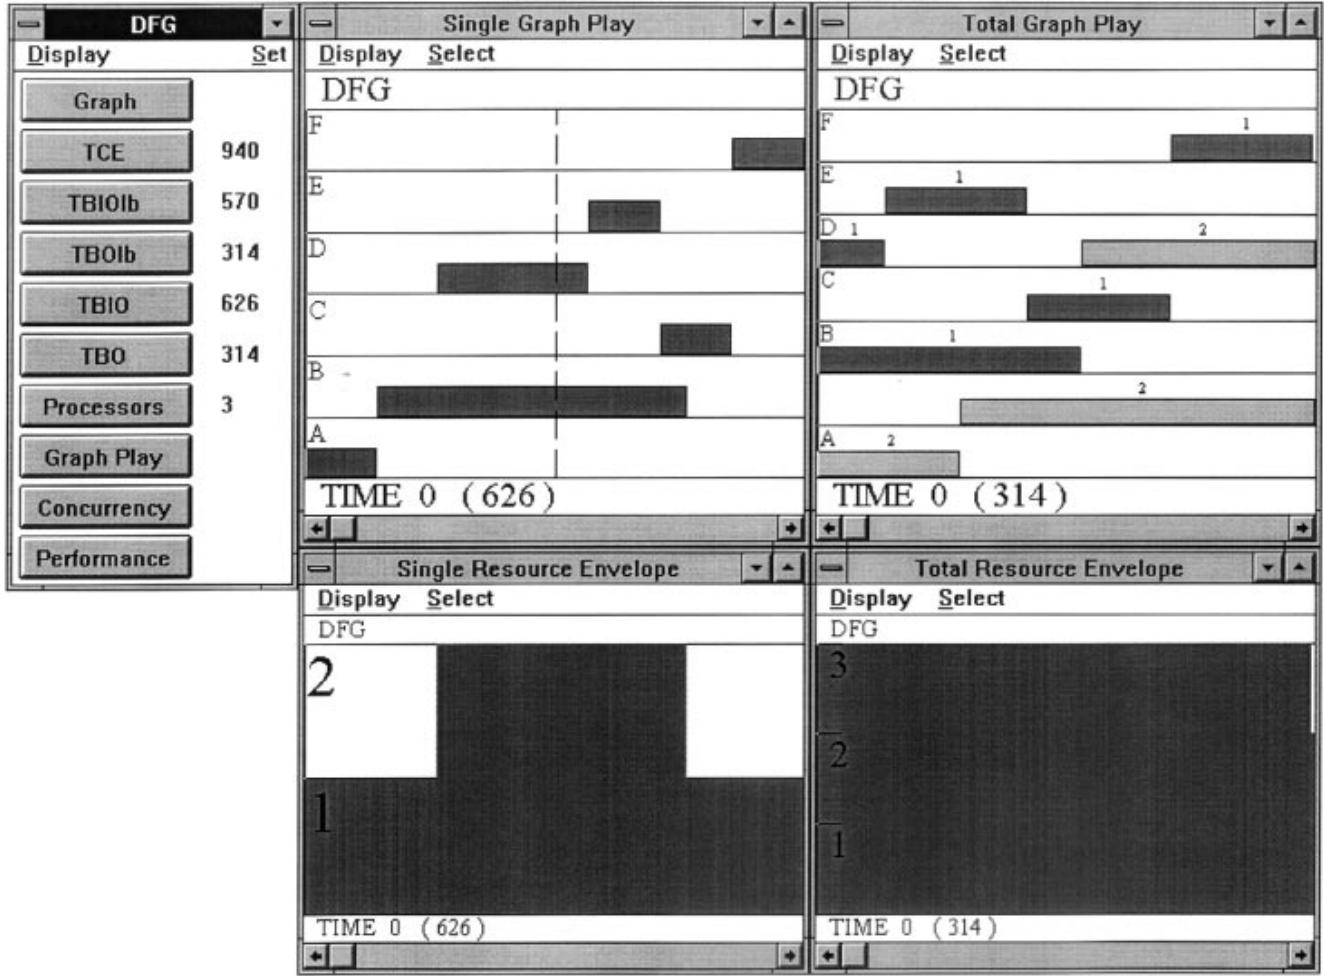 DFG
Display Set
Graph
TCE 940
TBIOlb 570
TBOlb 314
TBIO 626
TBO 314
Processors 3
Graph Play
Concurrency
Performance
Single Graph Play
Display Select
DFG
F
E
D
C
B
A
TIME 0 (626)
Total Graph Play
Display Select
DFG
F 1
E 1
D 1 2
C 1
B 1
2
A 2
TIME 0 (314)
Single Resource Envelope
Display Select
DFG
2
1
TIME 0 (626)
Total Resource Envelope
Display Select
DFG
3
2
1
TIME 0 (314)